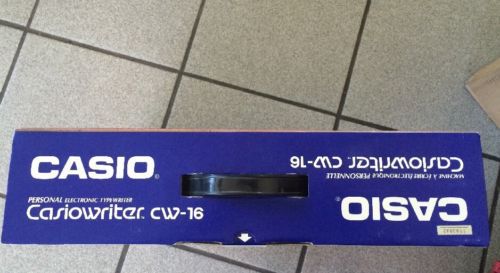 CASIO®
PERSONAL ELECTRONIC TYPEWRITER
Casiowriter. CW-16
CASIO®
MACHINE À ÉCRIRE ÉLECTRONIQUE PERSONNELLE
Casiowriter. CW-16